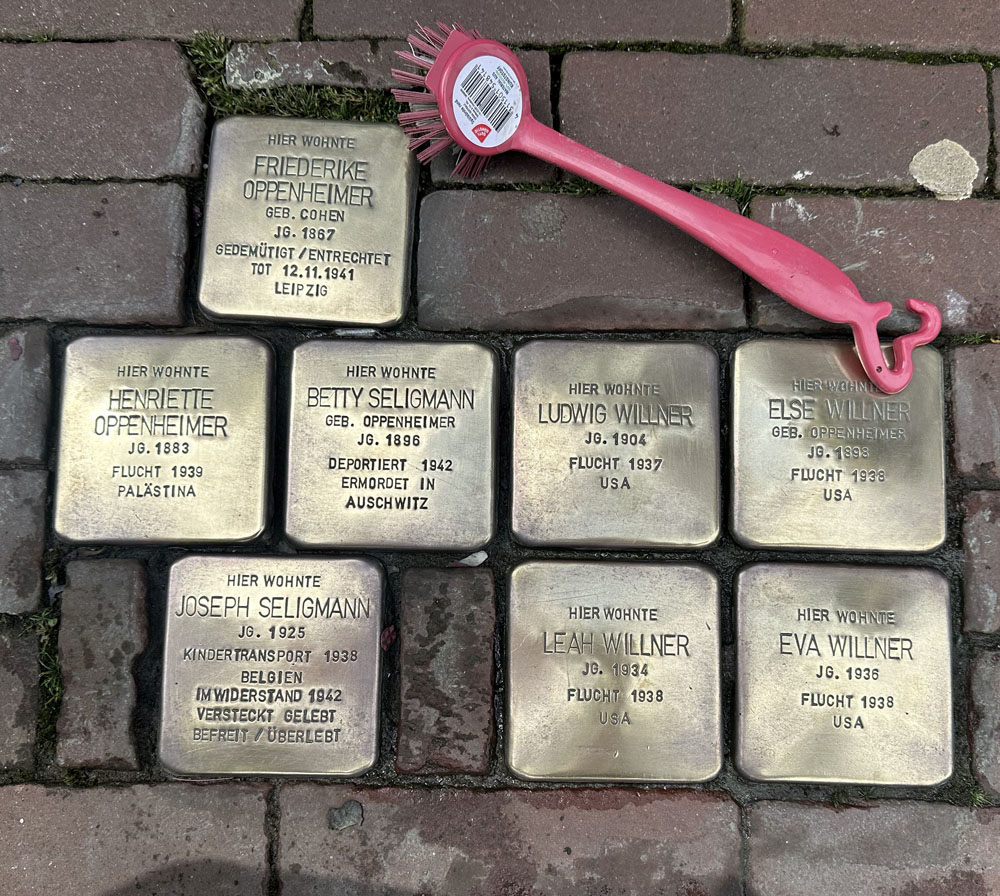 HIER WOHNTE
FRIEDERIKE
OPPENHEIMER
GEB. COHEN
JG. 1867
GEDEMÜTIGT / ENTRECHTET
TOT 12.11.1941
LEIPZIG
HIER WOHNTE
HENRIETTE
OPPENHEIMER
JG. 1883
FLUCHT 1939
PALÄSTINA
HIER WOHNTE
BETTY SELIGMANN
GEB. OPPENHEIMER
JG. 1896
DEPORTIERT 1942
ERMORDET IN
AUSCHWITZ
HIER WOHNTE
LUDWIG WILLNER
JG. 1904
FLUCHT 1937
USA
HIER WOHNTE
ELSE WILLNER
GEB. OPPENHEIMER
JG. 1898
FLUCHT 1938
USA
HIER WOHNTE
JOSEPH SELIGMANN
JG. 1925
KINDERTRANSPORT 1938
BELGIEN
IM WIDERSTAND 1942
VERSTECKT GELEBT
BEFREIT / ÜBERLEBT
HIER WOHNTE
LEAH WILLNER
JG. 1934
FLUCHT 1938
USA
HIER WOHNTE
EVA WILLNER
JG. 1936
FLUCHT 1938
USA